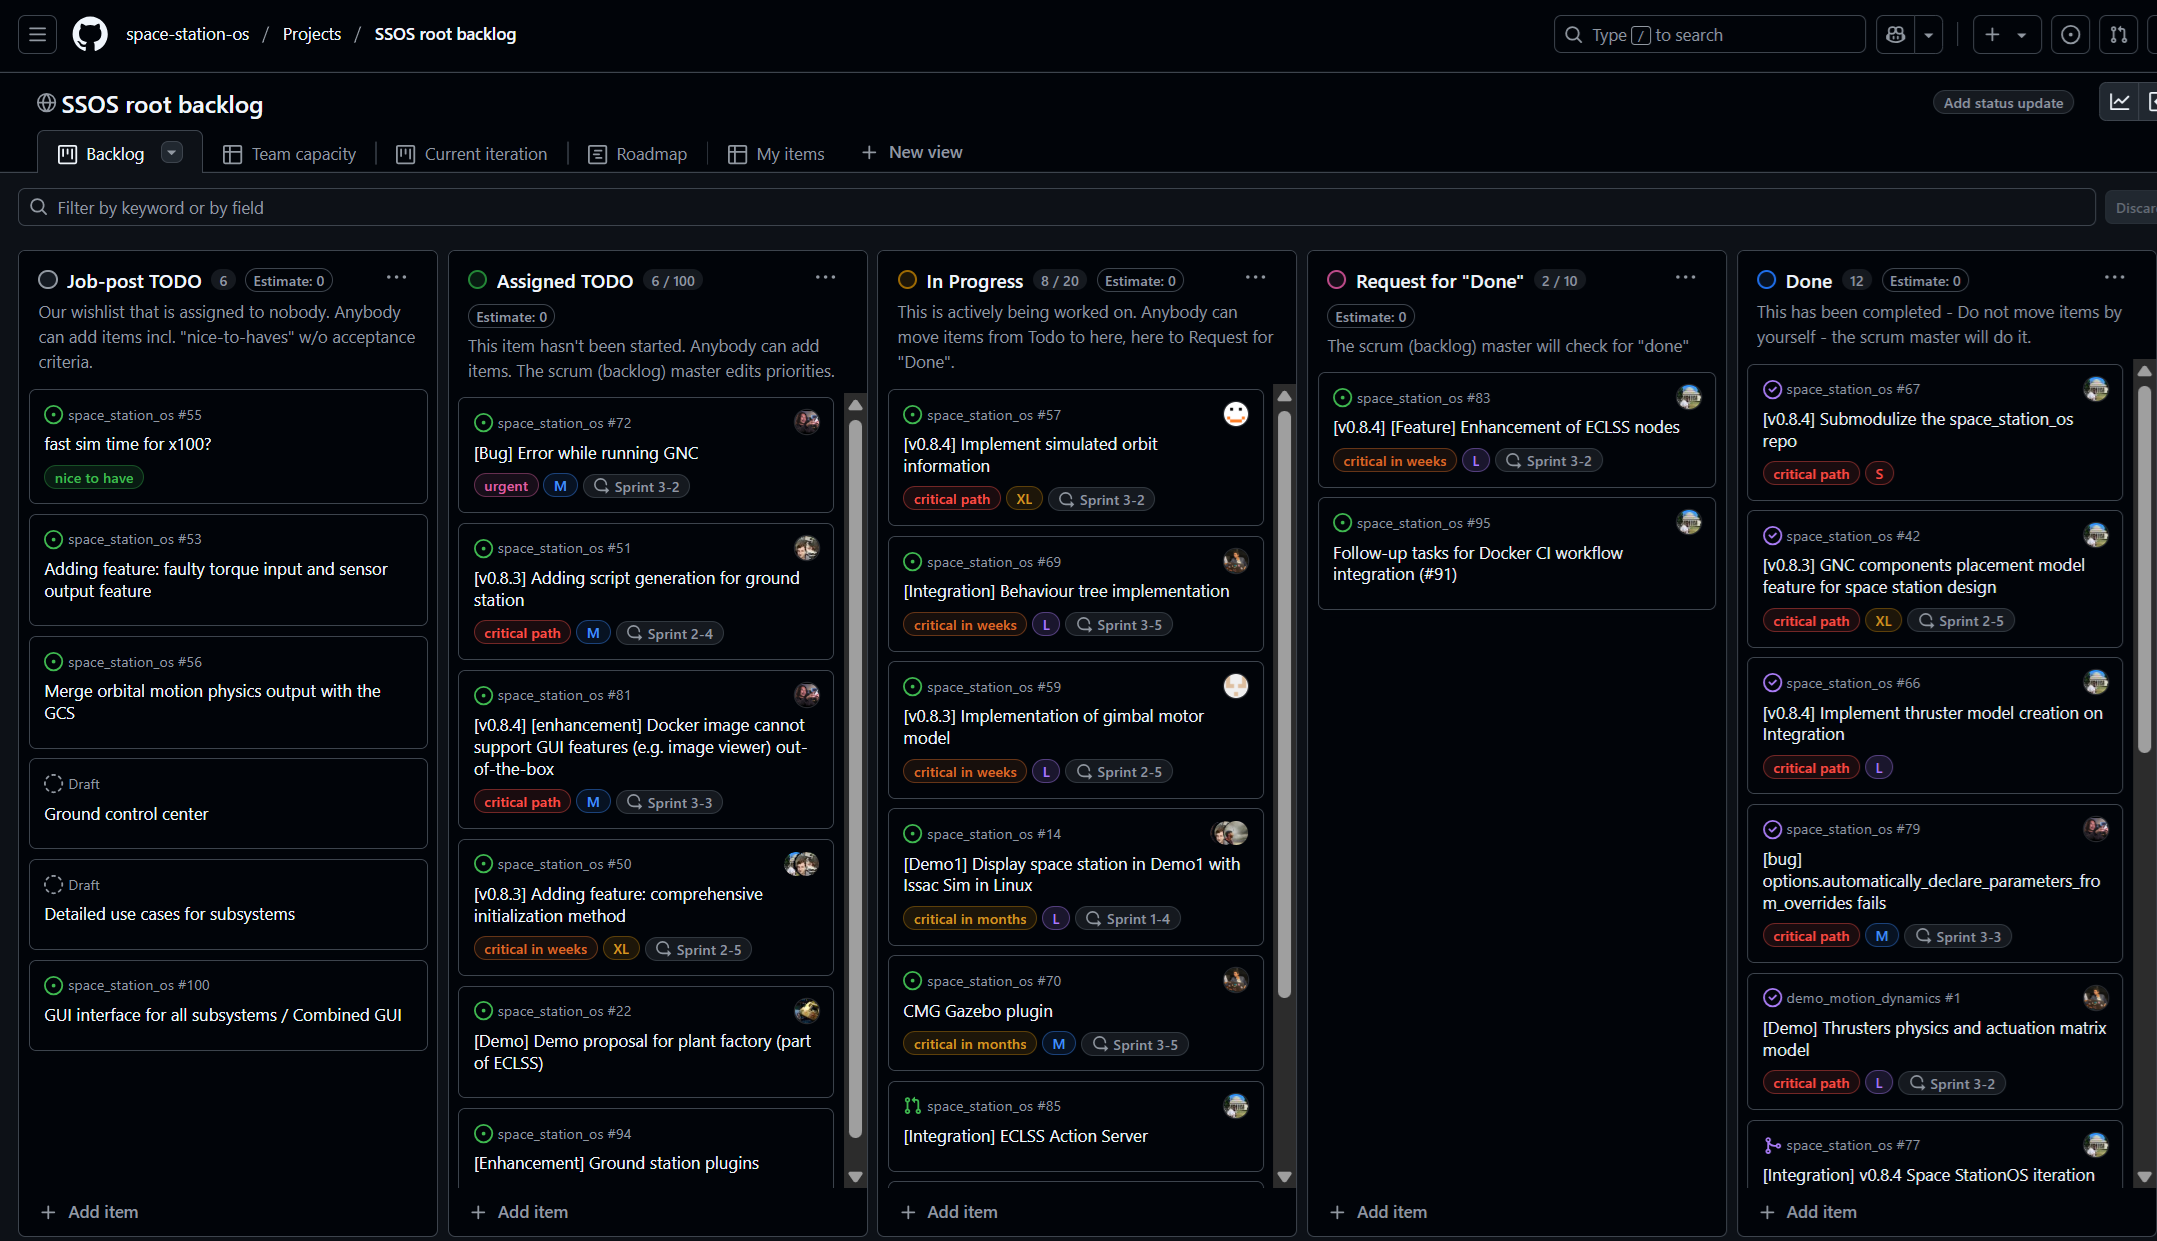 space-station-os / Projects / SSOS root backlog
Type / to search
SSOS root backlog
Add status update
Backlog
Team capacity
Current iteration
Roadmap
My items
New view
Filter by keyword or by field
Job-post TODO 6 Estimate: 0
Our wishlist that is assigned to nobody. Anybody
can add items incl. "nice-to-haves" w/o acceptance
criteria.
space_station_os #55
fast sim time for x100?
nice to have
space_station_os #53
Adding feature: faulty torque input and sensor
output feature
space_station_os #56
Merge orbital motion physics output with the
GCS
Draft
Ground control center
Draft
Detailed use cases for subsystems
space_station_os #100
GUI interface for all subsystems / Combined GUI
Add item
Assigned TODO 6 / 100
Estimate: 0
This item hasn't been started. Anybody can add
items. The scrum (backlog) master edits priorities.
space_station_os #72
[Bug] Error while running GNC
urgent M Sprint 3-2
space_station_os #51
[v0.8.3] Adding script generation for ground
station
critical path M Sprint 2-4
space_station_os #81
[v0.8.4] [enhancement] Docker image cannot
support GUI features (e.g. image viewer) out-
of-the-box
critical path M Sprint 3-3
space_station_os #50
[v0.8.3] Adding feature: comprehensive
initialization method
critical in weeks XL Sprint 2-5
space_station_os #22
[Demo] Demo proposal for plant factory (part
of ECLSS)
space_station_os #94
[Enhancement] Ground station plugins
Add item
In Progress 8 / 20 Estimate: 0
This is actively being worked on. Anybody can
move items from Todo to here, here to Request for
"Done".
space_station_os #57
[v0.8.4] Implement simulated orbit
information
critical path XL Sprint 3-2
space_station_os #69
[Integration] Behaviour tree implementation
critical in weeks L Sprint 3-5
space_station_os #59
[v0.8.3] Implementation of gimbal motor
model
critical in weeks L Sprint 2-5
space_station_os #14
[Demo1] Display space station in Demo1 with
Issac Sim in Linux
critical in months L Sprint 1-4
space_station_os #70
CMG Gazebo plugin
critical in months M Sprint 3-5
space_station_os #85
[Integration] ECLSS Action Server
Add item
Request for "Done" 2 / 10
Estimate: 0
The scrum (backlog) master will check for "done"
space_station_os #83
[v0.8.4] [Feature] Enhancement of ECLSS nodes
critical in weeks L Sprint 3-2
space_station_os #95
Follow-up tasks for Docker CI workflow
integration (#91)
Add item
Done 12 Estimate: 0
This has been completed - Do not move items by
yourself - the scrum master will do it.
space_station_os #67
[v0.8.4] Submodulize the space_station_os
repo
critical path S
space_station_os #42
[v0.8.3] GNC components placement model
feature for space station design
critical path XL Sprint 2-5
space_station_os #66
[v0.8.4] Implement thruster model creation on
Integration
critical path L
space_station_os #79
[bug]
options.automatically_declare_parameters_fro
m_overrides fails
critical path M Sprint 3-3
demo_motion_dynamics #1
[Demo] Thrusters physics and actuation matrix
model
critical path L Sprint 3-2
space_station_os #77
[Integration] v0.8.4 Space StationOS iteration
Add item